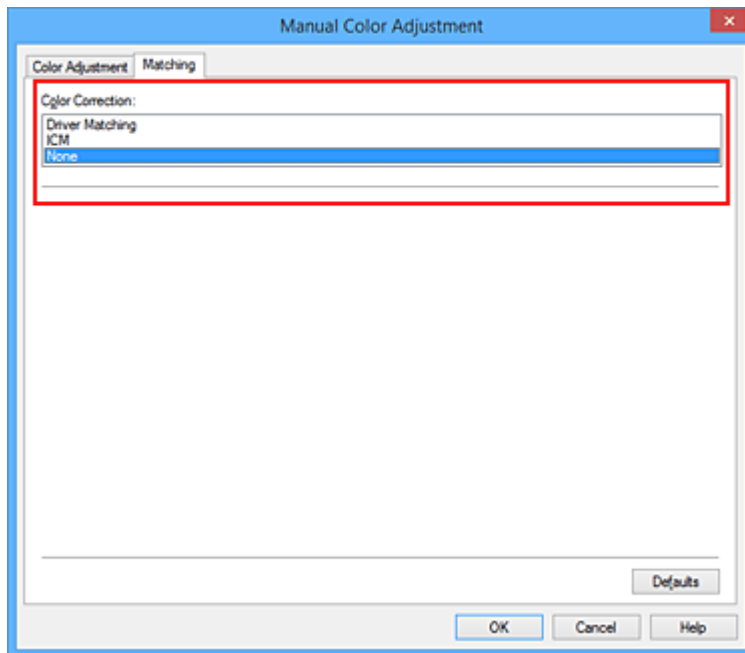 Manual Color Adjustment
Color Adjustment Matching
Color Correction:
Driver Matching
ICM
None
Defaults
OK Cancel Help